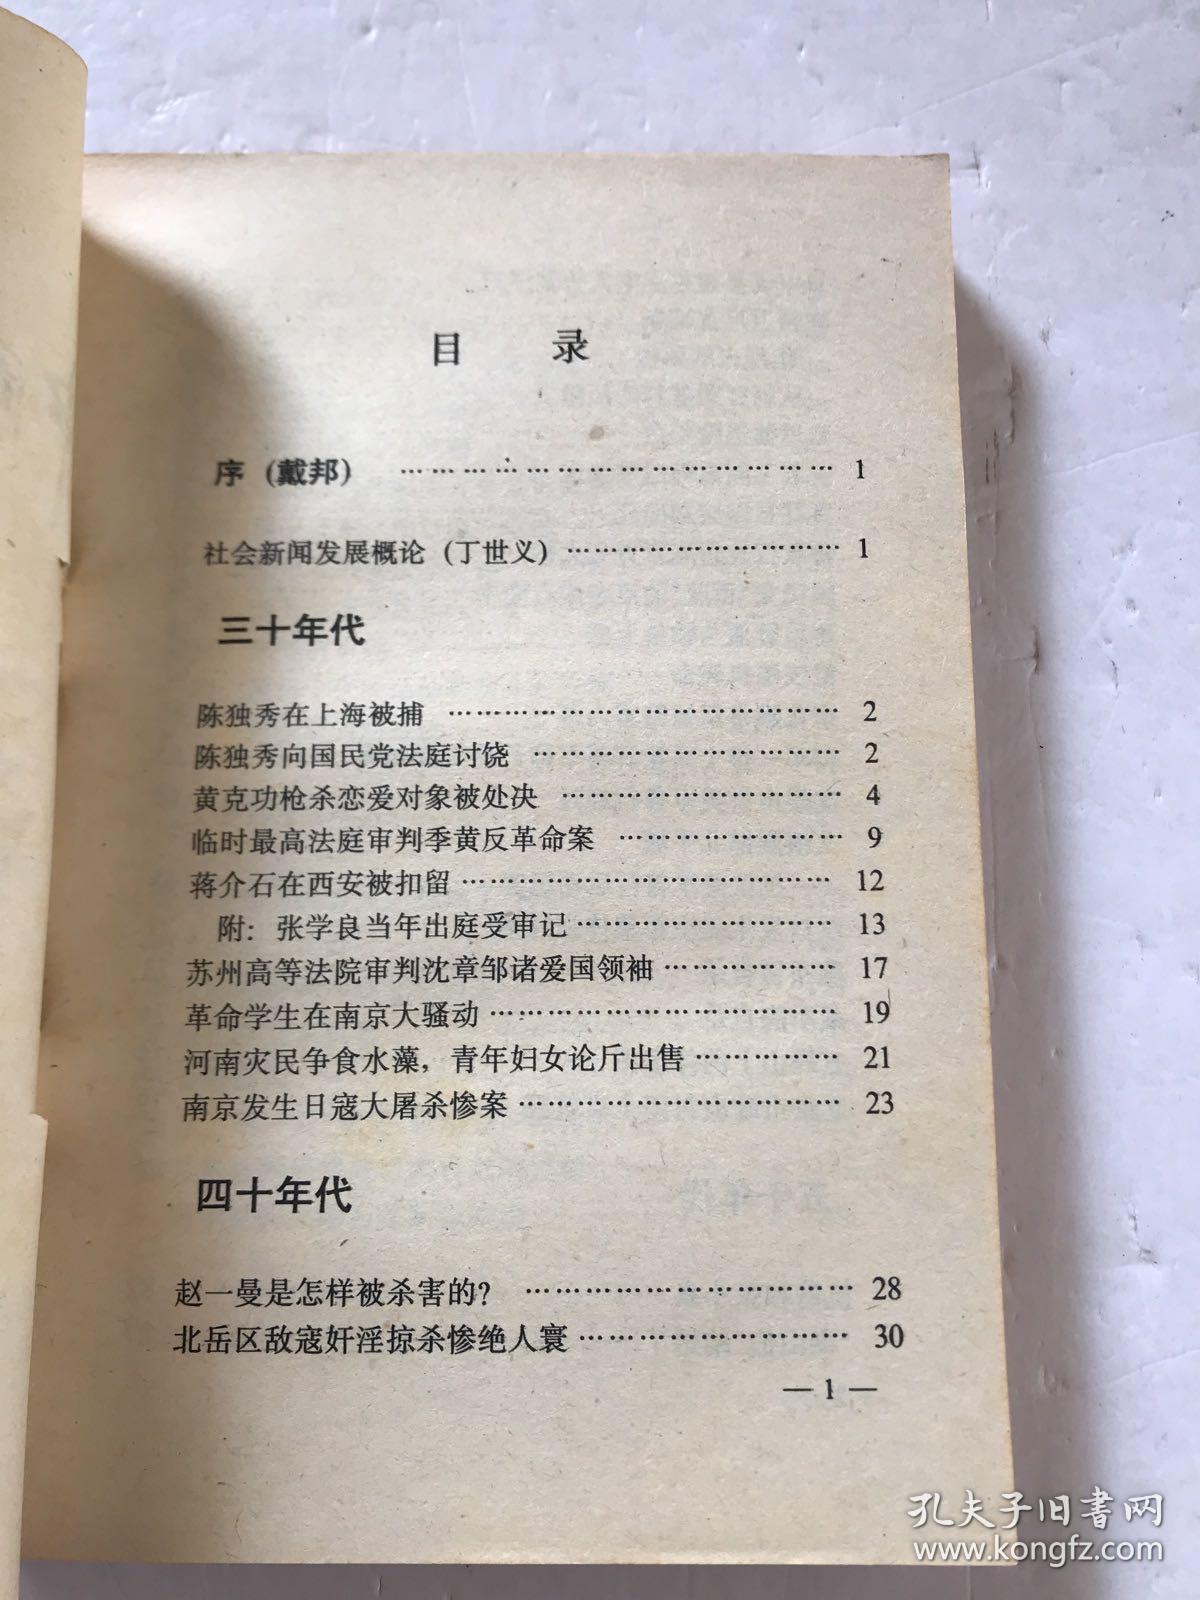 目 录
序（戴邦） ………………………………… 1
社会新闻发展概论（丁世义）………………………… 1
三十年代
陈独秀在上海被捕 ………………………………… 2
陈独秀向国民党法庭讨饶 ………………………… 2
黄克功枪杀恋爱对象被处决 ……………………… 4
临时最高法庭审判季黄反革命案 ………………… 9
蒋介石在西安被扣留……………………………… 12
附：张学良当年出庭受审记…………………… 13
苏州高等法院审判沈章邹诸爱国领袖…………… 17
革命学生在南京大骚动…………………………… 19
河南灾民争食水藻，青年妇女论斤出售………… 21
南京发生日寇大屠杀惨案………………………… 23
四十年代
赵一曼是怎样被杀害的？ ………………………… 28
北岳区敌寇奸淫掠杀惨绝人寰…………………… 30
— 1 —
孔夫子旧書网
www.kongfz.com